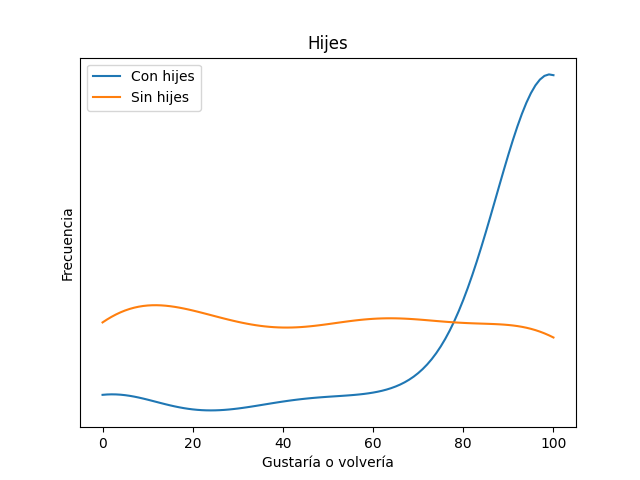 Hijes
Con hijes
Sin hijes
Frecuencia
0 20 40 60 80 100
Gustaría o volvería